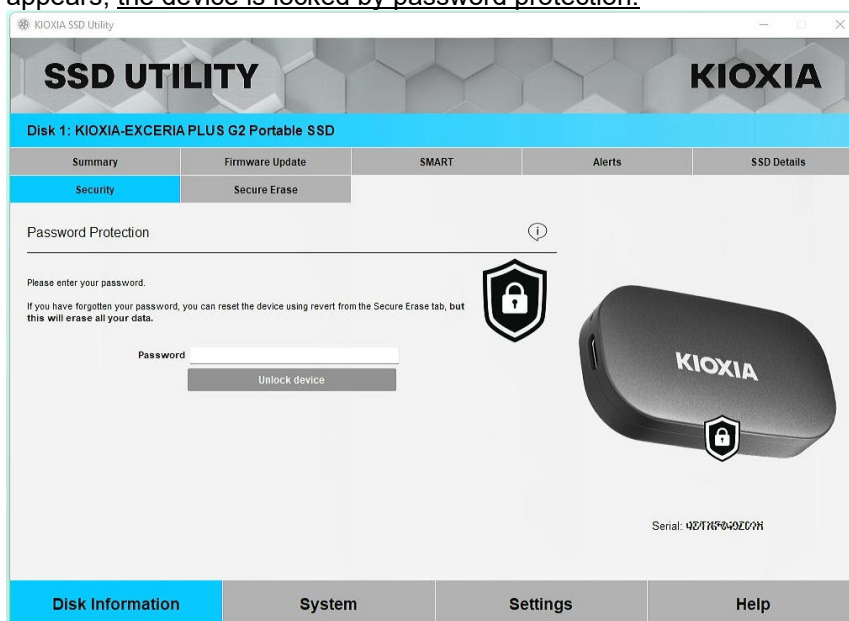 appears, the device is locked by password protection.
KIOXIA SSD Utility
SSD UTILITY
KIOXIA
Disk 1: KIOXIA-EXCERIA PLUS G2 Portable SSD
Summary
Firmware Update
SMART
Alerts
SSD Details
Security
Secure Erase
Password Protection
Please enter your password.
If you have forgotten your password, you can reset the device using revert from the Secure Erase tab, but
this will erase all your data.
Password
Unlock device
KIOXIA
Serial:
Disk Information
System
Settings
Help